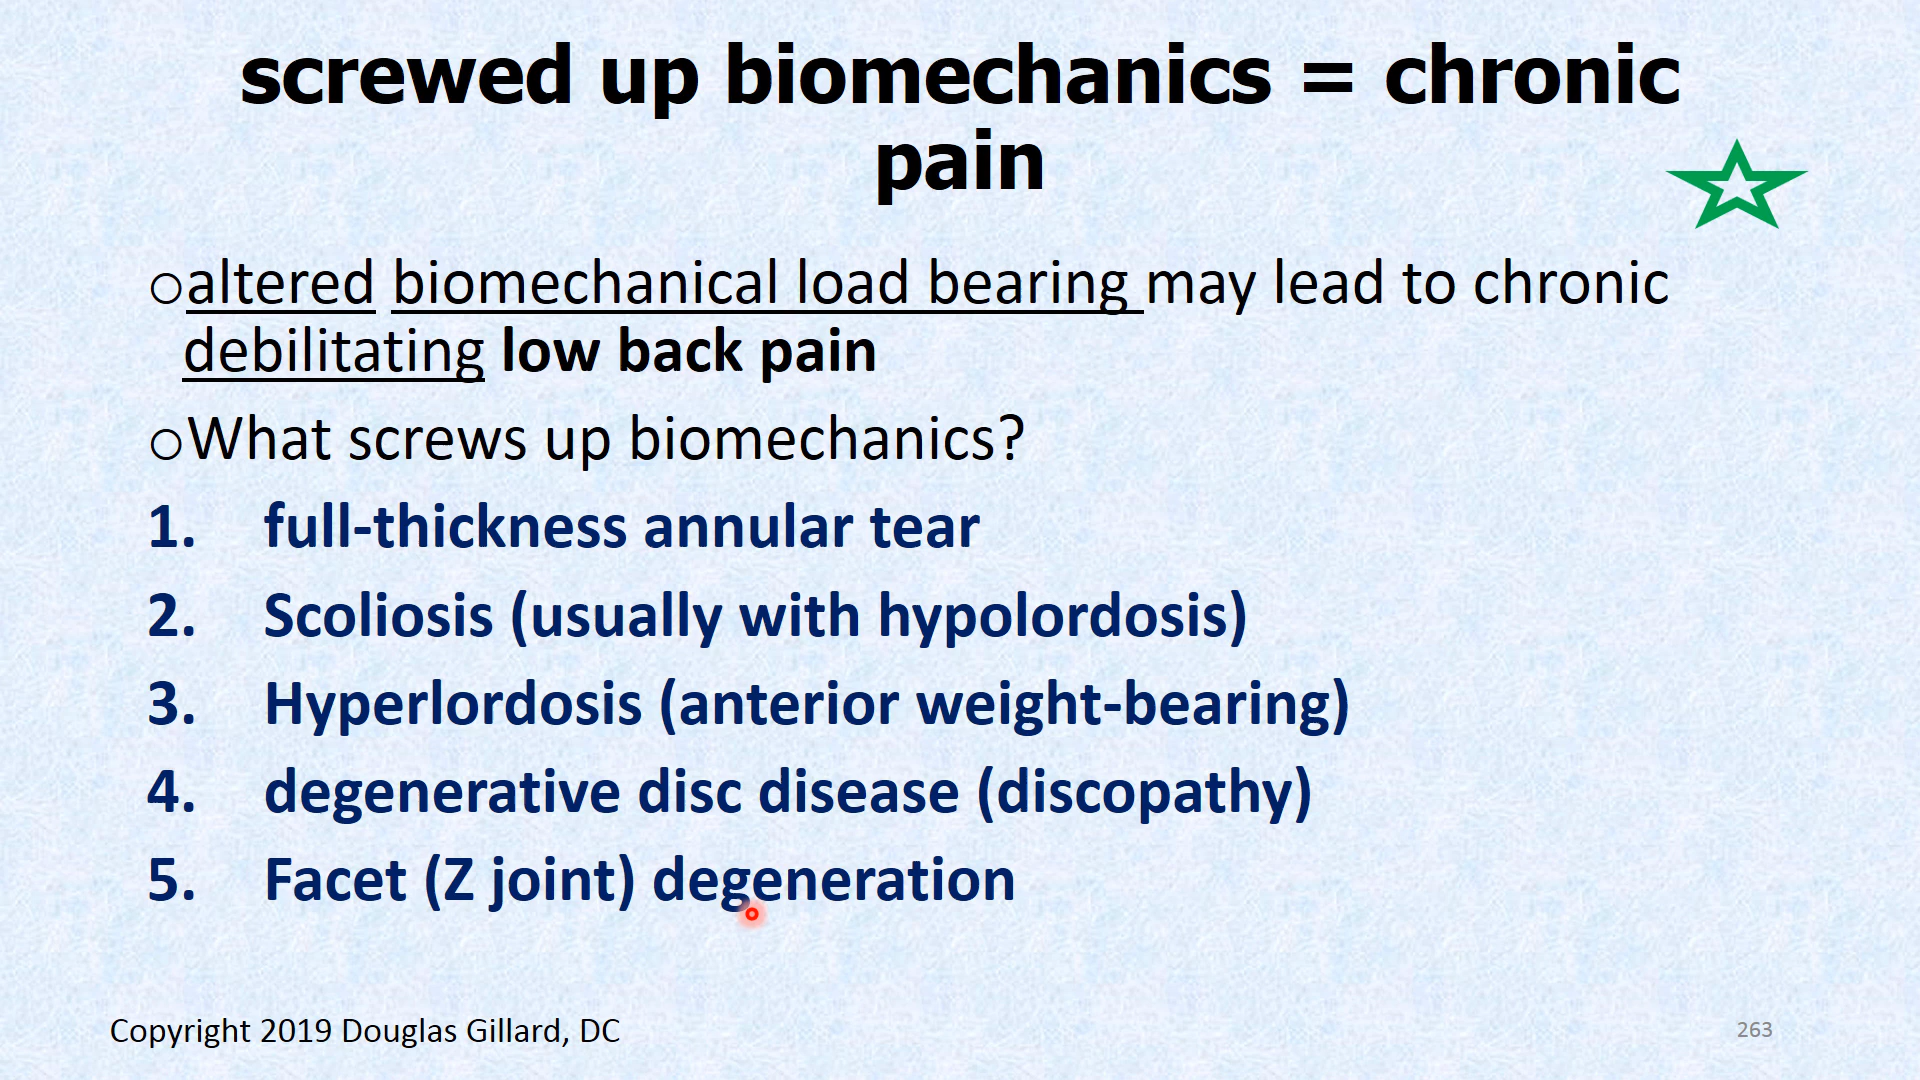 screwed up biomechanics = chronic
pain
○altered biomechanical load bearing may lead to chronic
debilitating low back pain
○What screws up biomechanics?
1. full-thickness annular tear
2. Scoliosis (usually with hypolordosis)
3. Hyperlordosis (anterior weight-bearing)
4. degenerative disc disease (discopathy)
5. Facet (Z joint) degeneration
Copyright 2019 Douglas Gillard, DC
263